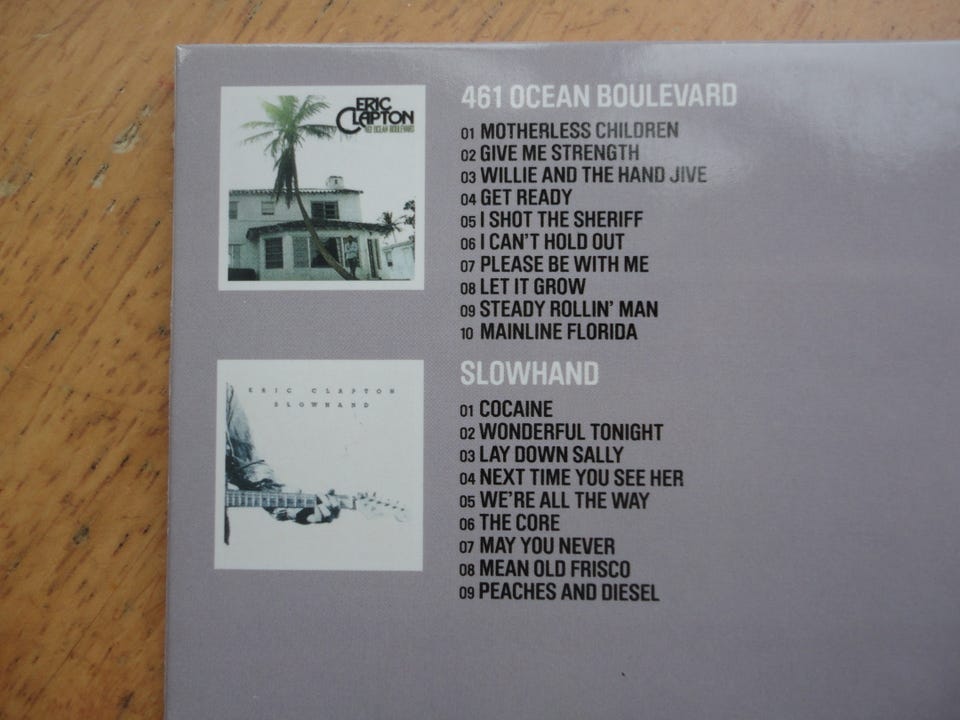 ERIC
CLAPTON
461 OCEAN BOULEVARD
461 OCEAN BOULEVARD
01 MOTHERLESS CHILDREN
02 GIVE ME STRENGTH
03 WILLIE AND THE HAND JIVE
04 GET READY
05 I SHOT THE SHERIFF
06 I CAN'T HOLD OUT
07 PLEASE BE WITH ME
08 LET IT GROW
09 STEADY ROLLIN' MAN
10 MAINLINE FLORIDA
ERIC CLAPTON
SLOWHAND
SLOWHAND
01 COCAINE
02 WONDERFUL TONIGHT
03 LAY DOWN SALLY
04 NEXT TIME YOU SEE HER
05 WE'RE ALL THE WAY
06 THE CORE
07 MAY YOU NEVER
08 MEAN OLD FRISCO
09 PEACHES AND DIESEL